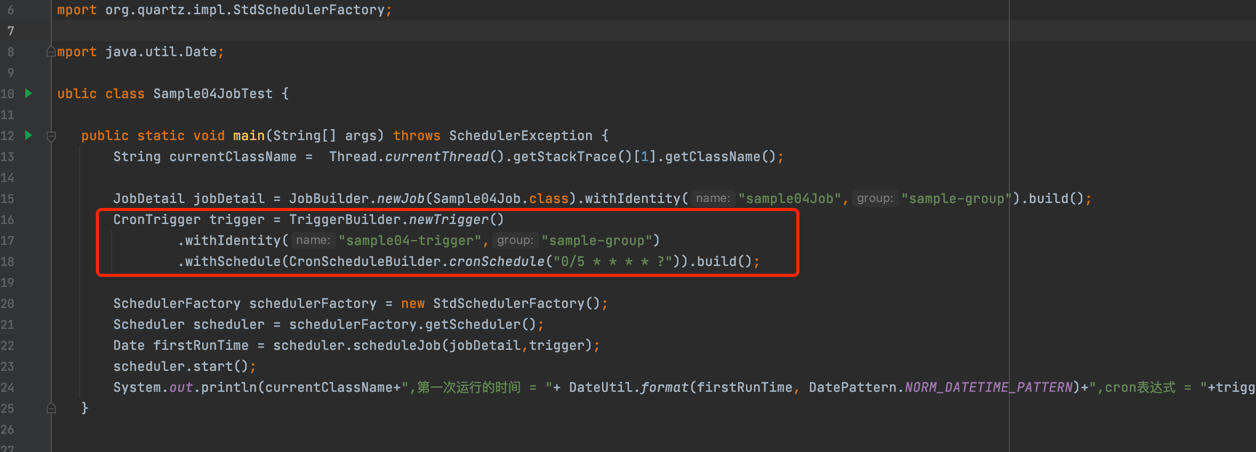 6 mport org.quartz.impl.StdSchedulerFactory;
7
8 mport java.util.Date;
9
10 ublic class Sample04JobTest {
11
12 public static void main(String[] args) throws SchedulerException {
13 String currentClassName =  Thread.currentThread().getStackTrace()[1].getClassName();
14
15 JobDetail jobDetail = JobBuilder.newJob(Sample04Job.class).withIdentity( name: "sample04Job", group: "sample-group").build();
16 CronTrigger trigger = TriggerBuilder.newTrigger()
17 .withIdentity( name: "sample04-trigger", group: "sample-group")
18 .withSchedule(CronScheduleBuilder.cronSchedule("0/5 * * * * ?")).build();
19
20 SchedulerFactory schedulerFactory = new StdSchedulerFactory();
21 Scheduler scheduler = schedulerFactory.getScheduler();
22 Date firstRunTime = scheduler.scheduleJob(jobDetail,trigger);
23 scheduler.start();
24 System.out.println(currentClassName+",第一次运行的时间 = "+ DateUtil.format(firstRunTime, DatePattern.NORM_DATETIME_PATTERN)+",cron表达式 = "+trigg
25 }
26
27